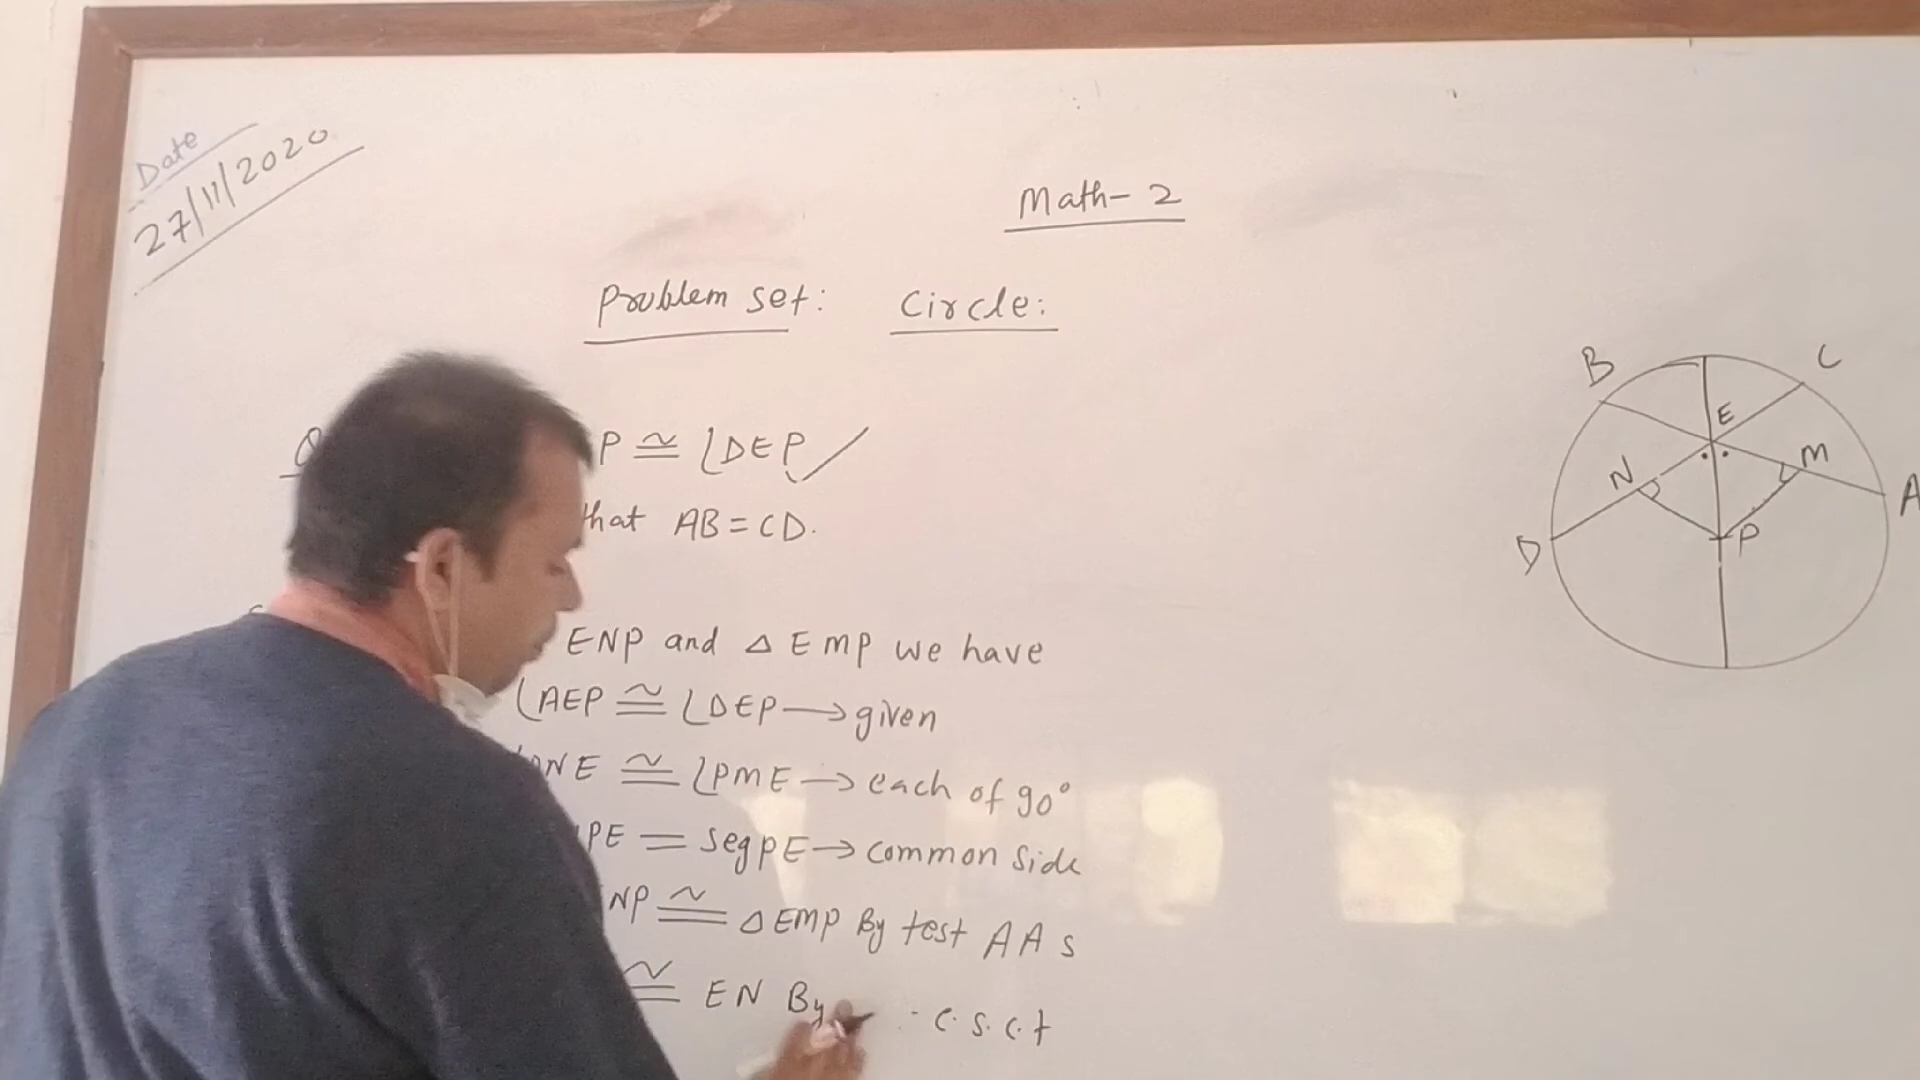 Date
27/11/2020
Math-2
Problem set: Circle:
P ≅ ∠DEP
that AB = CD.
ENP and △EMP we have
∠AEP ≅ ∠DEP → given
NE ≅ ∠PME → each of 90°
PE = seg PE → common side
NP ≅ △EMP By test AAS
≅ EN By c.s.c.t
B
C
E
M
N
A
D
P